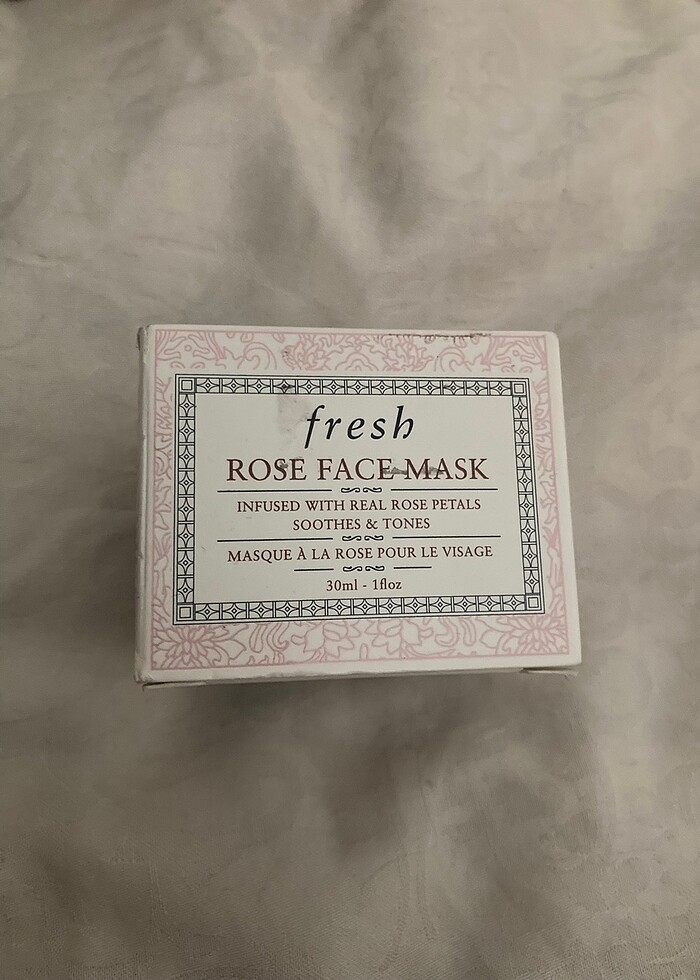 fresh
ROSE FACE MASK
INFUSED WITH REAL ROSE PETALS
SOOTHES & TONES
MASQUE À LA ROSE POUR LE VISAGE
30ml - 1floz